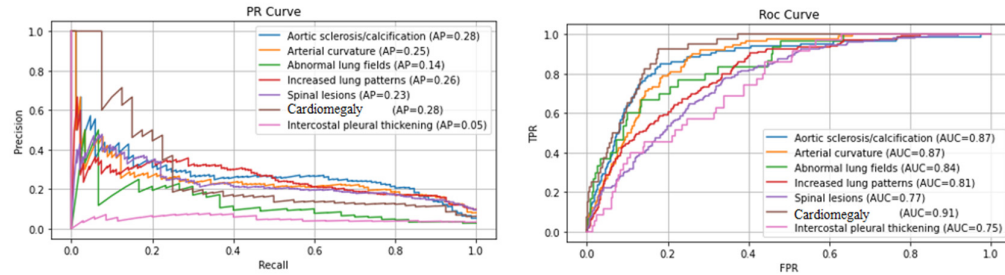 PR Curve
1.0
0.8
0.6
0.4
0.2
0.0
Precision
0.0 0.2 0.4 0.6 0.8 1.0
Recall
Aortic sclerosis/calcification (AP=0.28)
Arterial curvature (AP=0.25)
Abnormal lung fields (AP=0.14)
Increased lung patterns (AP=0.26)
Spinal lesions (AP=0.23)
Cardiomegaly (AP=0.28)
Intercostal pleural thickening (AP=0.05)
Roc Curve
1.0
0.8
0.6
0.4
0.2
0.0
TPR
0.0 0.2 0.4 0.6 0.8 1.0
FPR
Aortic sclerosis/calcification (AUC=0.87)
Arterial curvature (AUC=0.87)
Abnormal lung fields (AUC=0.84)
Increased lung patterns (AUC=0.81)
Spinal lesions (AUC=0.77)
Cardiomegaly (AUC=0.91)
Intercostal pleural thickening (AUC=0.75)